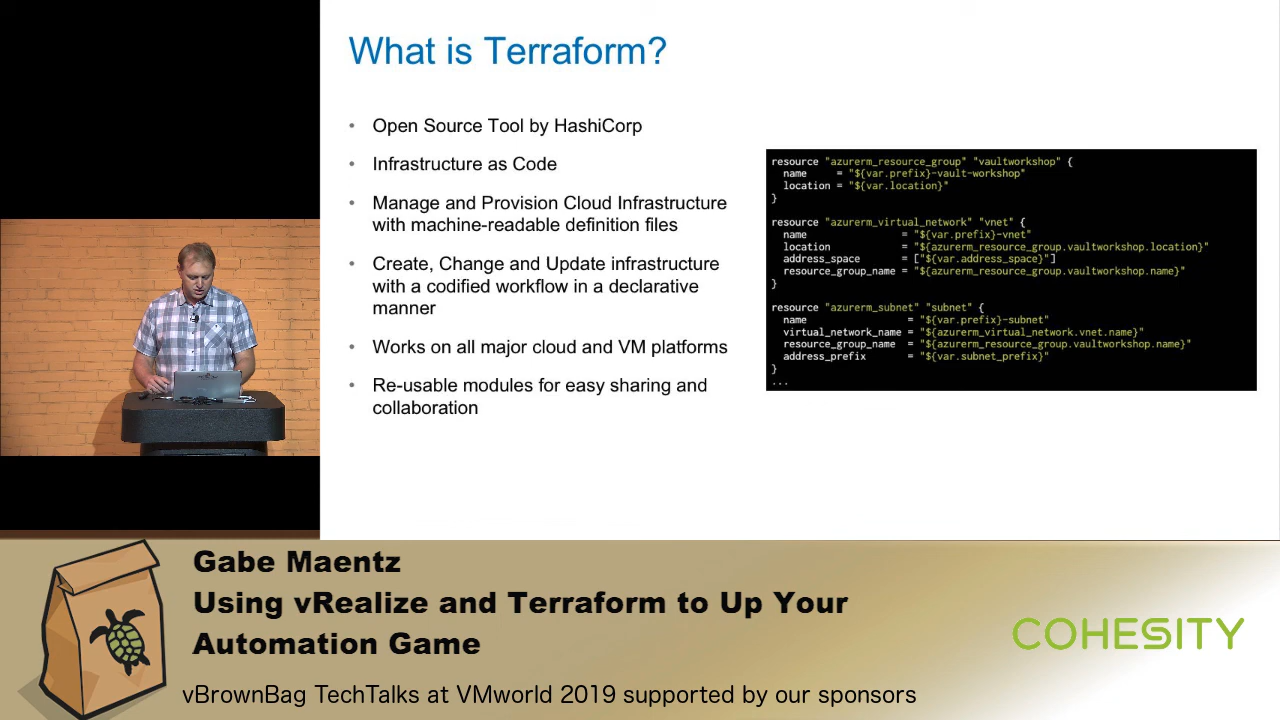 What is Terraform?
• Open Source Tool by HashiCorp
• Infrastructure as Code
• Manage and Provision Cloud Infrastructure
with machine-readable definition files
• Create, Change and Update infrastructure
with a codified workflow in a declarative
manner
• Works on all major cloud and VM platforms
• Re-usable modules for easy sharing and
collaboration
resource "azurerm_resource_group" "vaultworkshop" {
  name     = "${var.prefix}-vault-workshop"
  location = "${var.location}"
}
resource "azurerm_virtual_network" "vnet" {
  name                = "${var.prefix}-vnet"
  location            = "${azurerm_resource_group.vaultworkshop.location}"
  address_space       = ["${var.address_space}"]
  resource_group_name = "${azurerm_resource_group.vaultworkshop.name}"
}
resource "azurerm_subnet" "subnet" {
  name                 = "${var.prefix}-subnet"
  virtual_network_name = "${azurerm_virtual_network.vnet.name}"
  resource_group_name  = "${azurerm_resource_group.vaultworkshop.name}"
  address_prefix       = "${var.subnet_prefix}"
}
...
Gabe Maentz
Using vRealize and Terraform to Up Your
Automation Game
COHESITY
vBrownBag TechTalks at VMworld 2019 supported by our sponsors